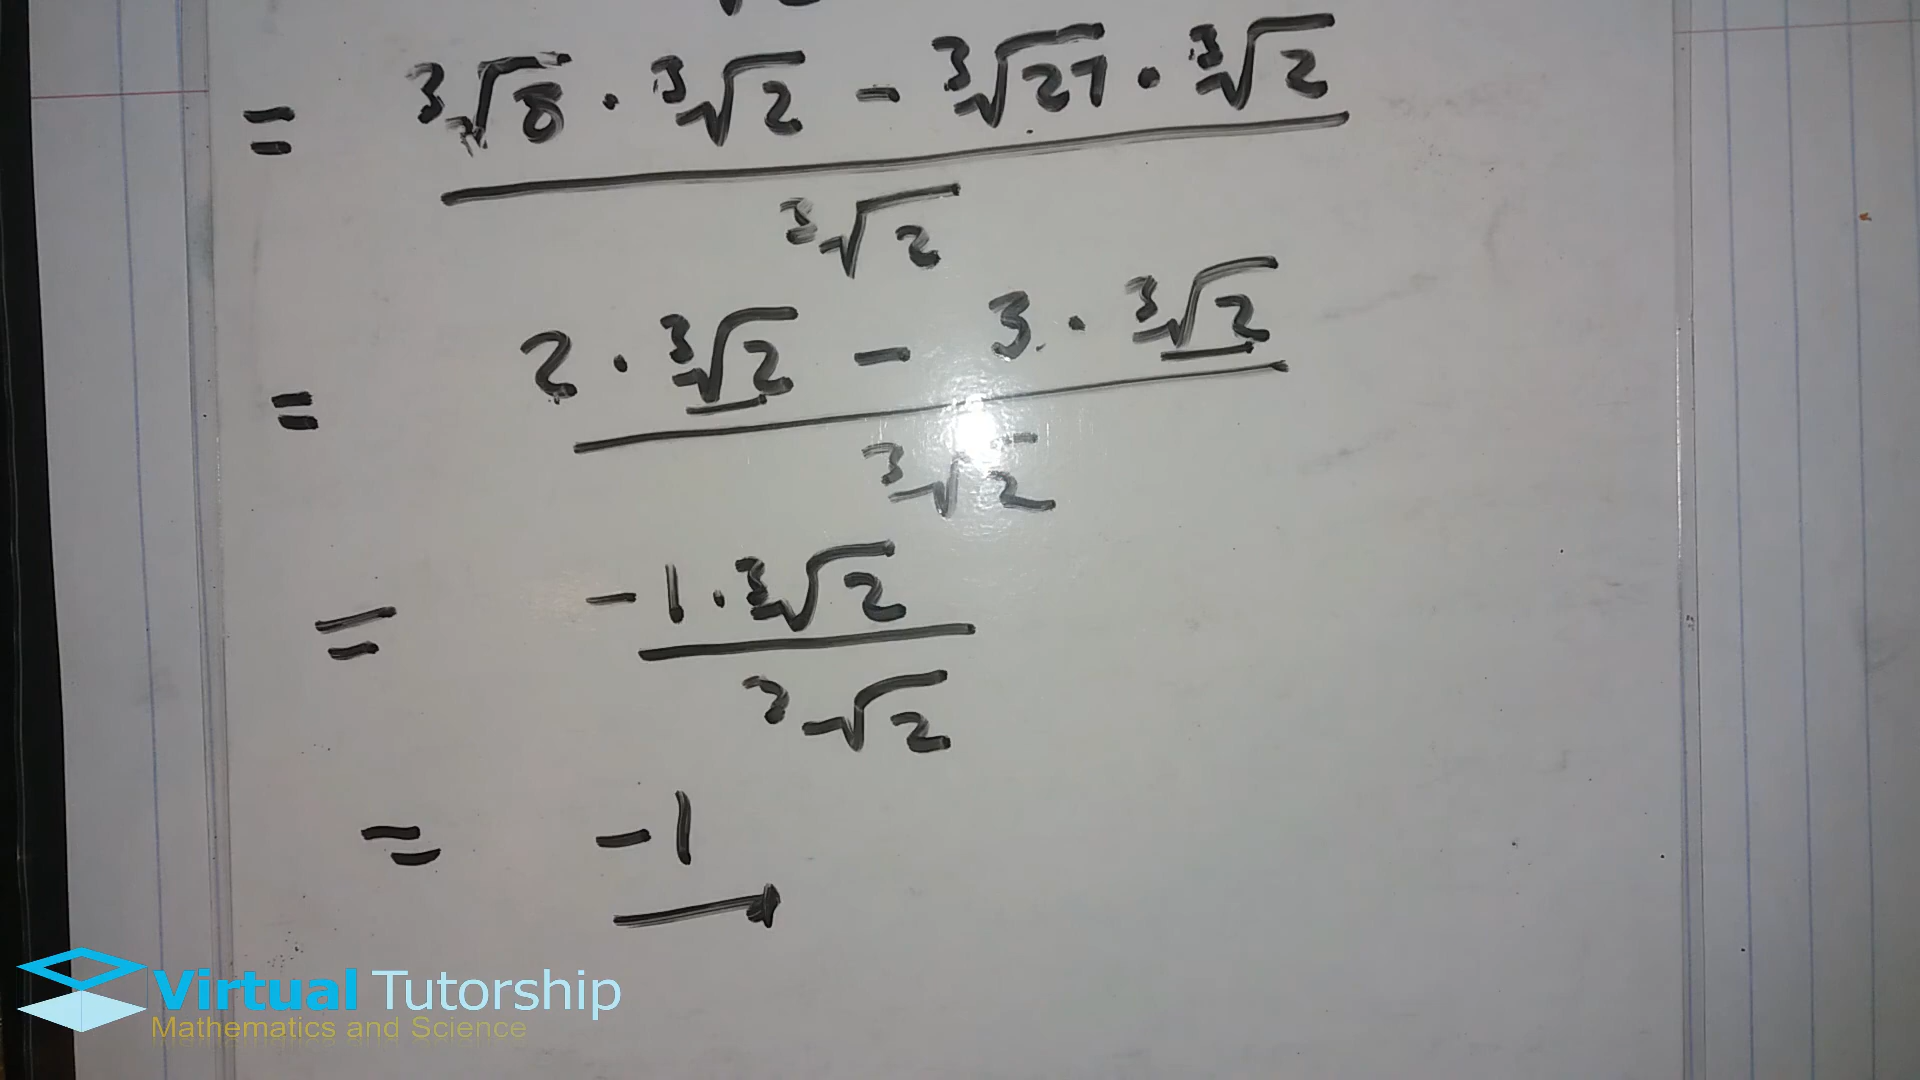 = ∛8 · ∛2 - ∛27 · ∛2
∛2
= 2 · ∛2 - 3 · ∛2
∛2
= -1 · ∛2
∛2
= -1
Virtual Tutorship
Mathematics and Science